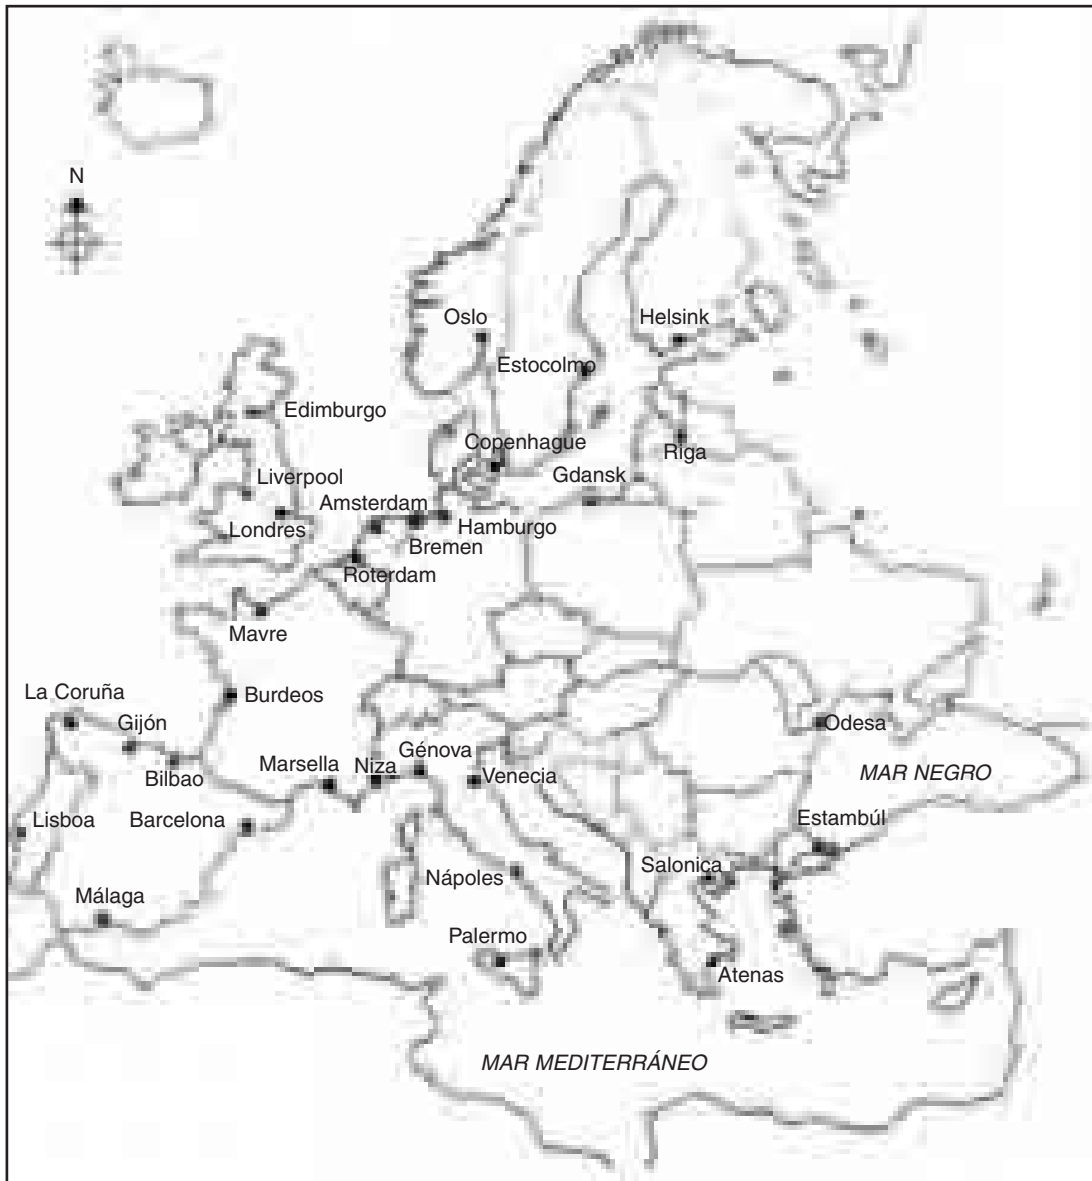 N
Oslo
Helsink
Estocolmo
Edimburgo
Copenhague
Riga
Gdansk
Liverpool
Amsterdam
Londres
Hamburgo
Bremen
Roterdam
Mavre
La Coruña
Burdeos
Gijón
Odesa
Génova
Marsella
Niza
Bilbao
Venecia
MAR NEGRO
Lisboa
Barcelona
Estambúl
Salonica
Nápoles
Málaga
Palermo
Atenas
MAR MEDITERRÁNEO